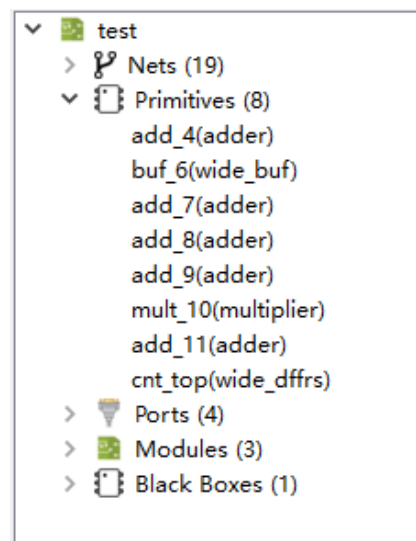 test
Nets (19)
Primitives (8)
add_4(adder)
buf_6(wide_buf)
add_7(adder)
add_8(adder)
add_9(adder)
mult_10(multiplier)
add_11(adder)
cnt_top(wide_dffrs)
Ports (4)
Modules (3)
Black Boxes (1)